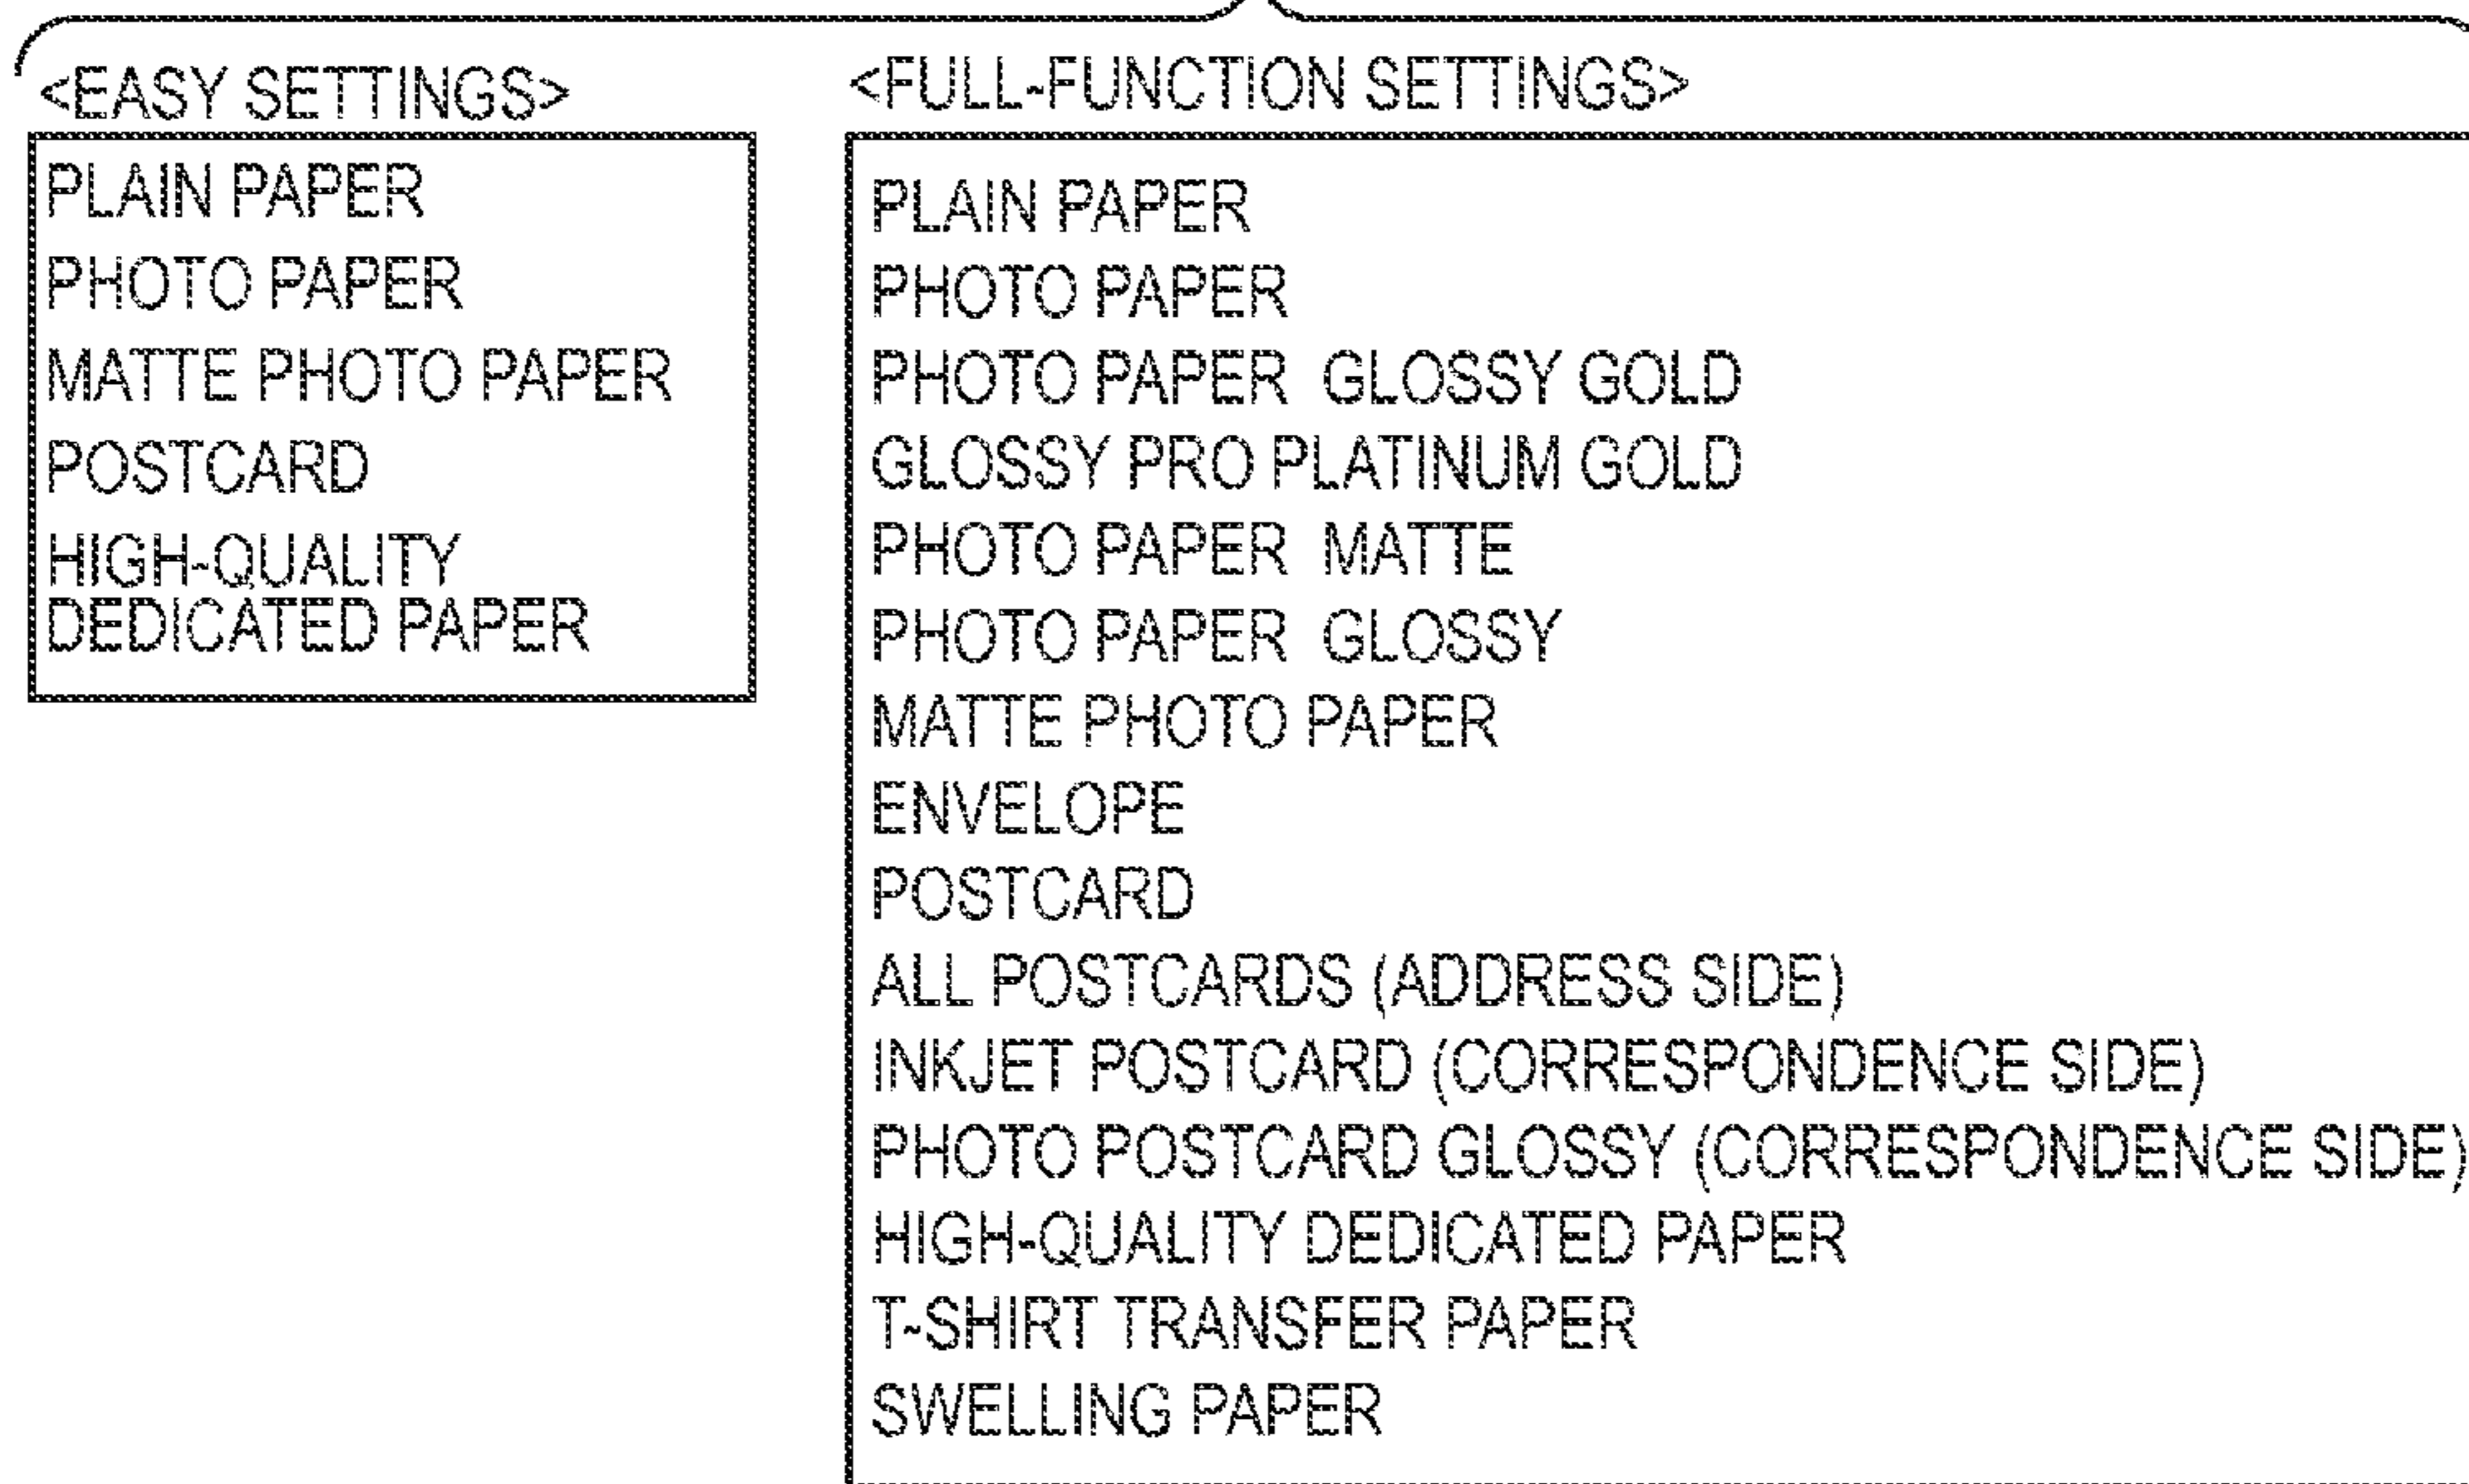 <EASY SETTINGS>
PLAIN PAPER
PHOTO PAPER
MATTE PHOTO PAPER
POSTCARD
HIGH-QUALITY
DEDICATED PAPER
<FULL-FUNCTION SETTINGS>
PLAIN PAPER
PHOTO PAPER
PHOTO PAPER GLOSSY GOLD
GLOSSY PRO PLATINUM GOLD
PHOTO PAPER MATTE
PHOTO PAPER GLOSSY
MATTE PHOTO PAPER
ENVELOPE
POSTCARD
ALL POSTCARDS (ADDRESS SIDE)
INKJET POSTCARD (CORRESPONDENCE SIDE)
PHOTO POSTCARD GLOSSY (CORRESPONDENCE SIDE)
HIGH-QUALITY DEDICATED PAPER
T-SHIRT TRANSFER PAPER
SWELLING PAPER